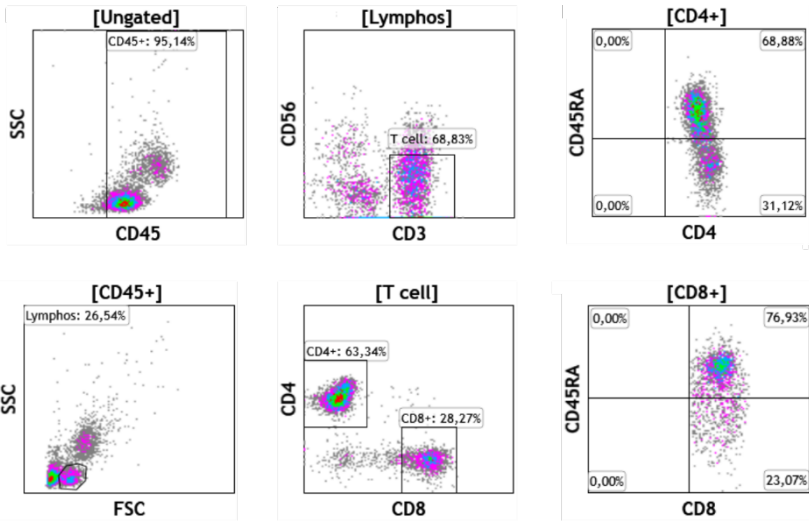 [Ungated]
CD45+: 95,14%
SSC
CD45
[Lymphos]
T cell: 68,83%
CD56
CD3
[CD4+]
0,00%
68,88%
CD45RA
0,00%
31,12%
CD4
[CD45+]
Lymphos: 26,54%
SSC
FSC
[T cell]
CD4+: 63,34%
CD4
CD8+: 28,27%
CD8
[CD8+]
0,00%
76,93%
CD45RA
0,00%
23,07%
CD8